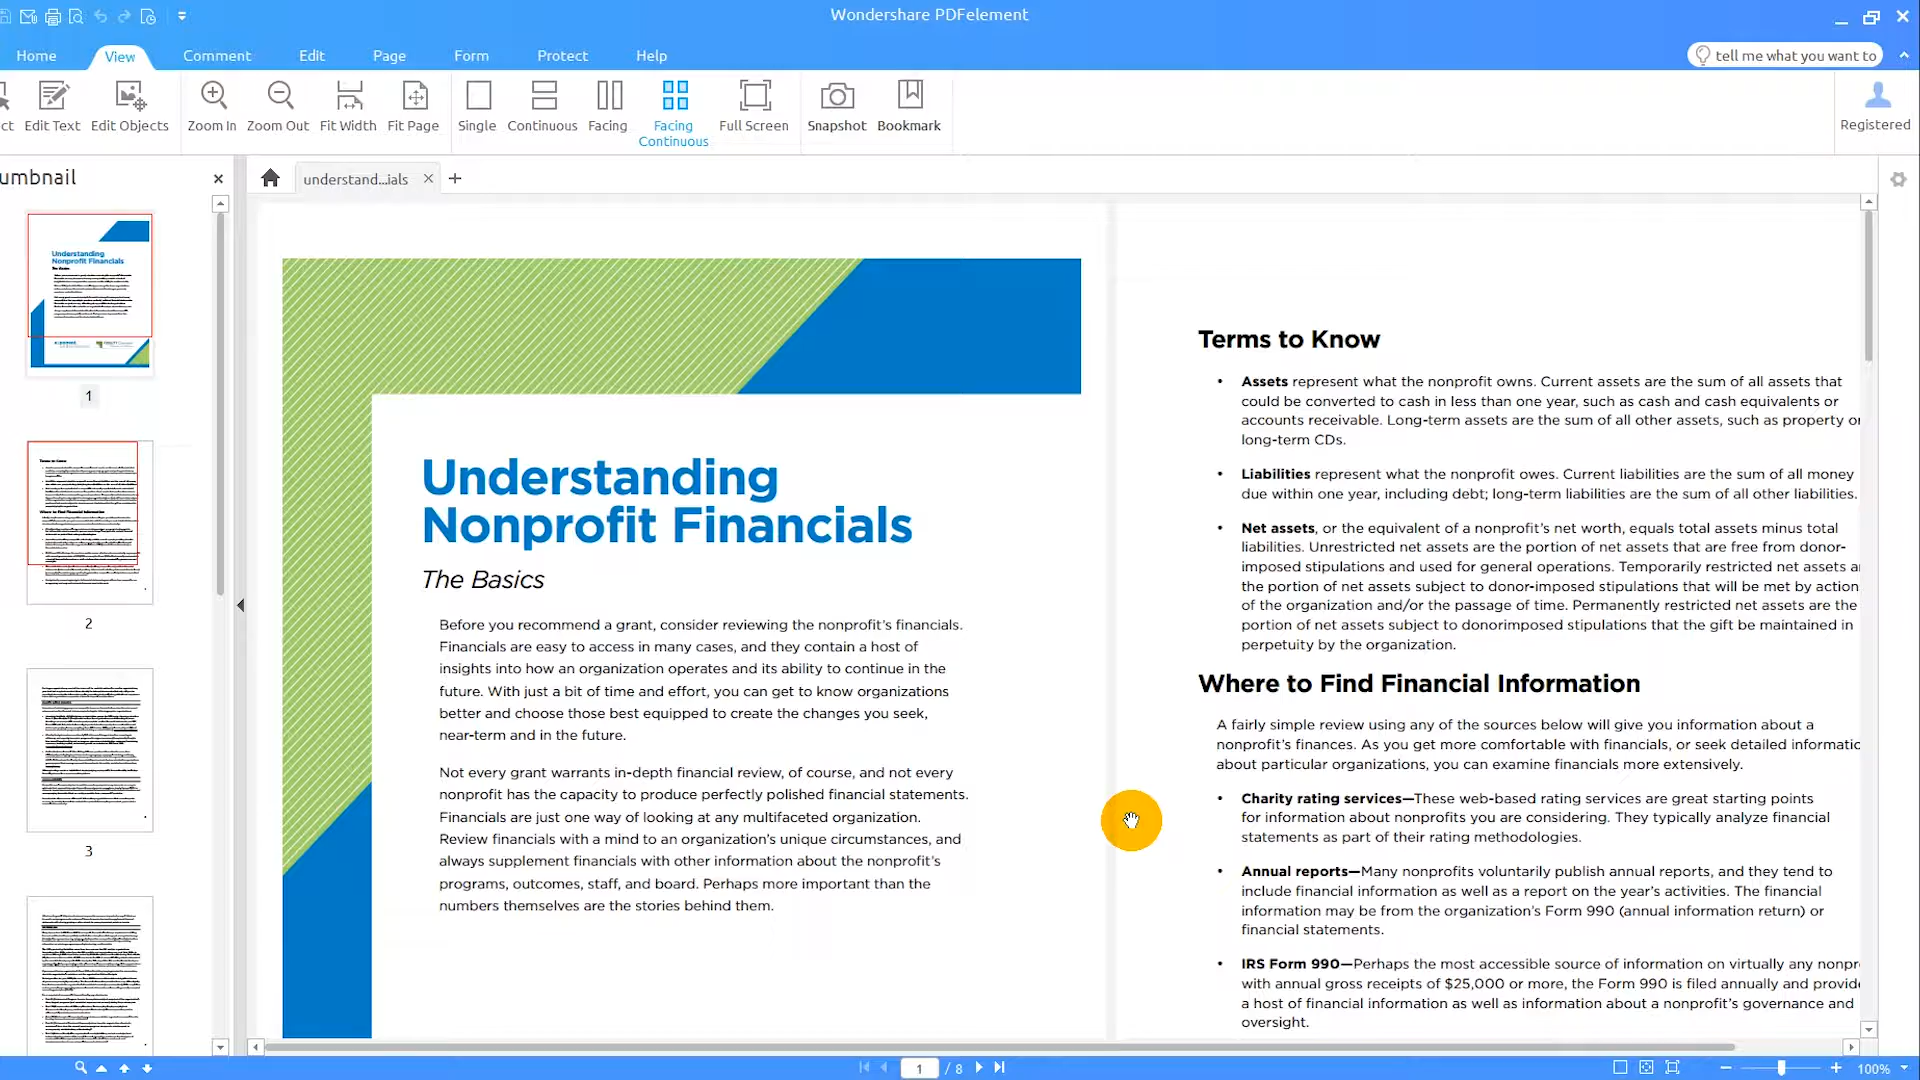 Wondershare PDFelement
Home View Comment Edit Page Form Protect Help
tell me what you want to
ct Edit Text Edit Objects Zoom In Zoom Out Fit Width Fit Page Single Continuous Facing Facing Continuous Full Screen Snapshot Bookmark Registered
umbnail
understand...ials
Understanding
Nonprofit Financials
The Basics
1
Terms to Know
2
3
Understanding
Nonprofit Financials
The Basics
Before you recommend a grant, consider reviewing the nonprofit's financials.
Financials are easy to access in many cases, and they contain a host of
insights into how an organization operates and its ability to continue in the
future. With just a bit of time and effort, you can get to know organizations
better and choose those best equipped to create the changes you seek,
near-term and in the future.
Not every grant warrants in-depth financial review, of course, and not every
nonprofit has the capacity to produce perfectly polished financial statements.
Financials are just one way of looking at any multifaceted organization.
Review financials with a mind to an organization's unique circumstances, and
always supplement financials with other information about the nonprofit's
programs, outcomes, staff, and board. Perhaps more important than the
numbers themselves are the stories behind them.
Terms to Know
• Assets represent what the nonprofit owns. Current assets are the sum of all assets that
could be converted to cash in less than one year, such as cash and cash equivalents or
accounts receivable. Long-term assets are the sum of all other assets, such as property or
long-term CDs.
• Liabilities represent what the nonprofit owes. Current liabilities are the sum of all money
due within one year, including debt; long-term liabilities are the sum of all other liabilities.
• Net assets, or the equivalent of a nonprofit's net worth, equals total assets minus total
liabilities. Unrestricted net assets are the portion of net assets that are free from donor-
imposed stipulations and used for general operations. Temporarily restricted net assets a
the portion of net assets subject to donor-imposed stipulations that will be met by action
of the organization and/or the passage of time. Permanently restricted net assets are the
portion of net assets subject to donorimposed stipulations that the gift be maintained in
perpetuity by the organization.
Where to Find Financial Information
A fairly simple review using any of the sources below will give you information about a
nonprofit's finances. As you get more comfortable with financials, or seek detailed informatic
about particular organizations, you can examine financials more extensively.
• Charity rating services—These web-based rating services are great starting points
for information about nonprofits you are considering. They typically analyze financial
statements as part of their rating methodologies.
• Annual reports—Many nonprofits voluntarily publish annual reports, and they tend to
include financial information as well as a report on the year's activities. The financial
information may be from the organization's Form 990 (annual information return) or
financial statements.
• IRS Form 990—Perhaps the most accessible source of information on virtually any nonpr
with annual gross receipts of $25,000 or more, the Form 990 is filed annually and provide
a host of financial information as well as information about a nonprofit's governance and
oversight.
1 / 8
100%